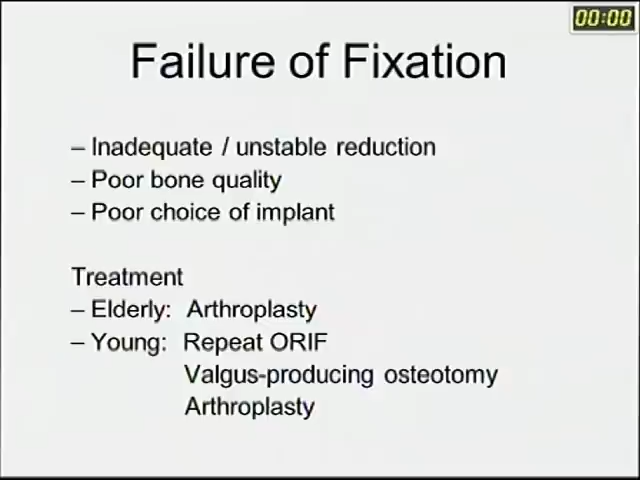 00:00
Failure of Fixation
– Inadequate / unstable reduction
– Poor bone quality
– Poor choice of implant
Treatment
– Elderly: Arthroplasty
– Young: Repeat ORIF
Valgus-producing osteotomy
Arthroplasty